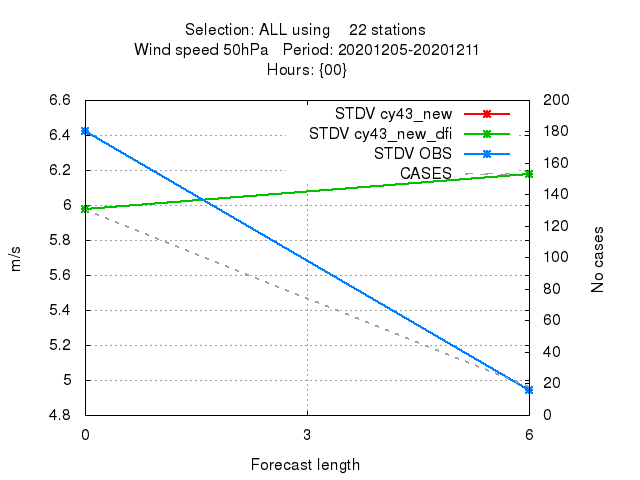 Selection: ALL using    22 stations
Wind speed 50hPa   Period: 20201205-20201211
Hours: {00}
STDV cy43_new
STDV cy43_new_dfi
STDV OBS
CASES
6.6
6.4
6.2
6
5.8
5.6
5.4
5.2
5
4.8
200
180
160
140
120
100
80
60
40
20
0
m/s
No cases
0
3
6
Forecast length